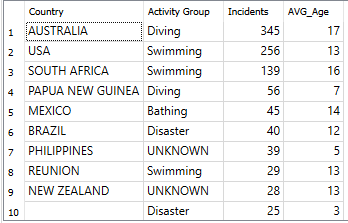 Country Activity Group Incidents AVG_Age
1 AUSTRALIA Diving 345 17
2 USA Swimming 256 13
3 SOUTH AFRICA Swimming 139 16
4 PAPUA NEW GUINEA Diving 56 7
5 MEXICO Bathing 45 14
6 BRAZIL Disaster 40 12
7 PHILIPPINES UNKNOWN 39 5
8 REUNION Swimming 29 13
9 NEW ZEALAND UNKNOWN 28 13
10 Disaster 25 3